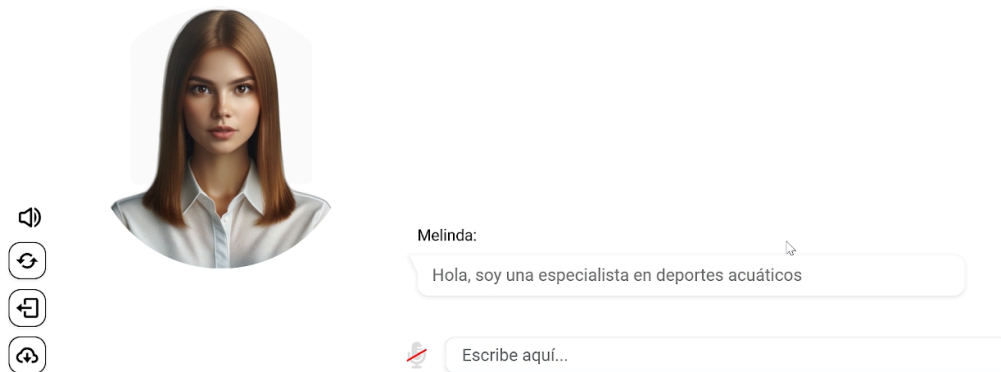 Melinda:
Hola, soy una especialista en deportes acuáticos
Escribe aquí...